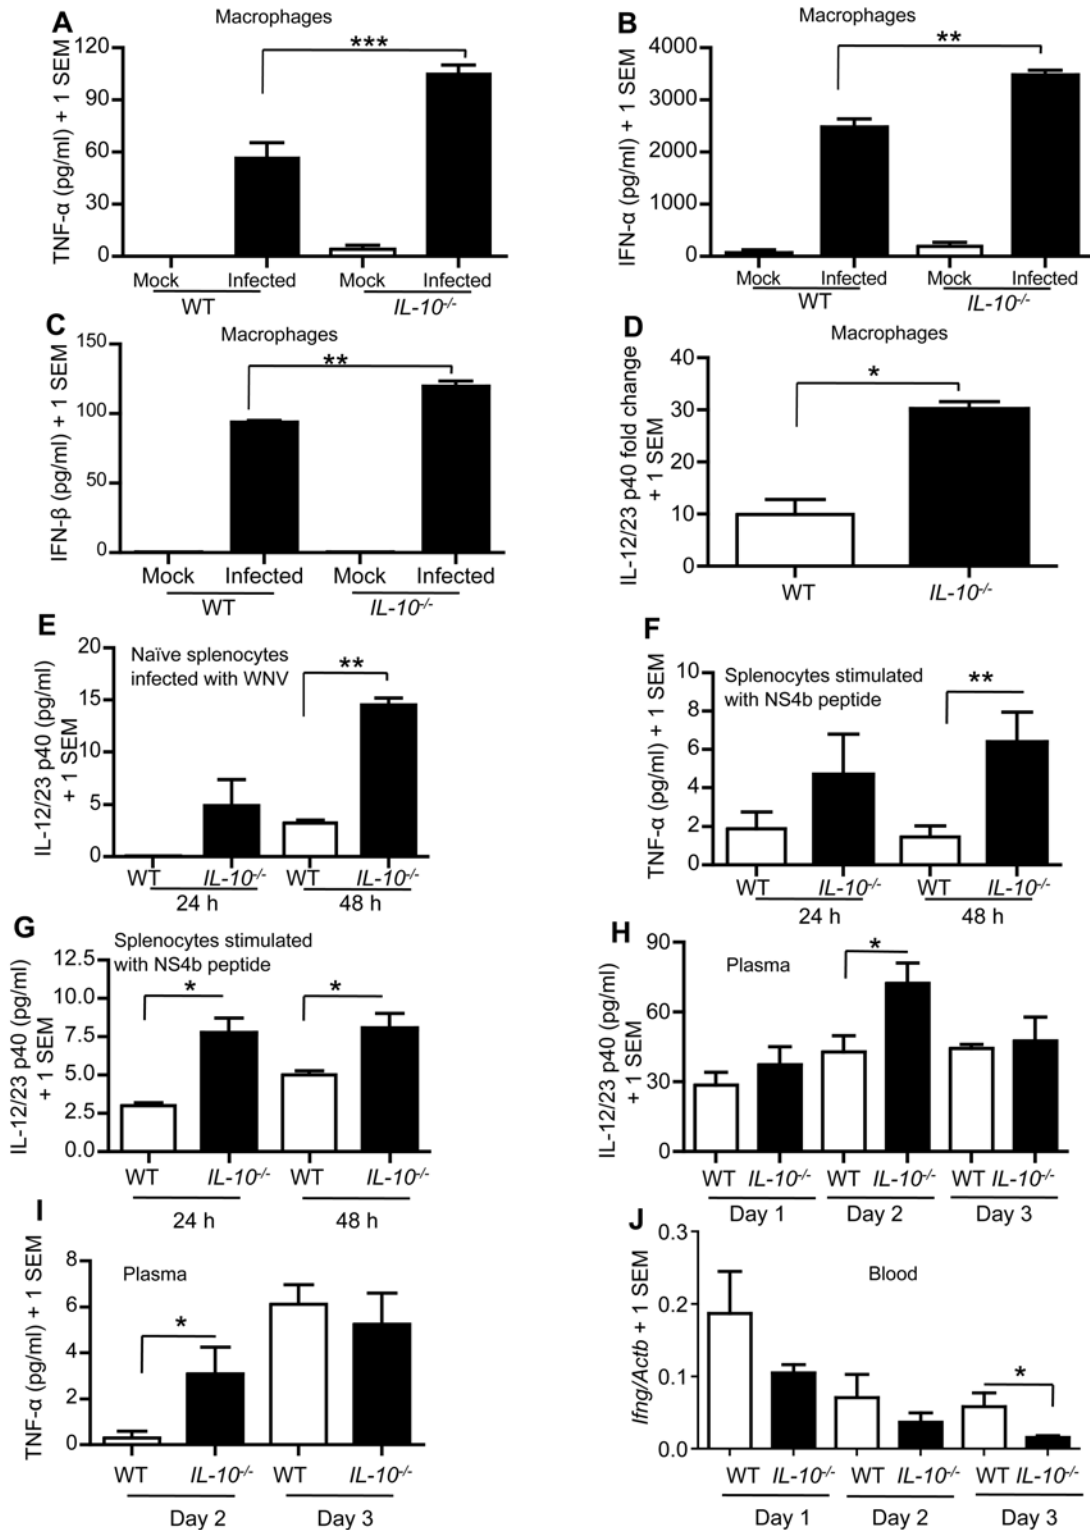 A
Macrophages
TNF-α (pg/ml) + 1 SEM
120
90
60
30
0
***
Mock Infected Mock Infected
WT IL-10-/-
B
Macrophages
IFN-α (pg/ml) + 1 SEM
4000
3000
2000
1000
0
**
Mock Infected Mock Infected
WT IL-10-/-
C
Macrophages
IFN-β (pg/ml) + 1 SEM
150
100
50
0
**
Mock Infected Mock Infected
WT IL-10-/-
D
Macrophages
IL-12/23 p40 fold change
+ 1 SEM
40
30
20
10
0
*
WT IL-10-/-
E
Naïve splenocytes
infected with WNV
IL-12/23 p40 (pg/ml)
+ 1 SEM
20
15
10
5
0
**
WT IL-10-/- WT IL-10-/-
24 h 48 h
F
Splenocytes stimulated
with NS4b peptide
TNF-α (pg/ml) + 1 SEM
10
8
6
4
2
0
**
WT IL-10-/- WT IL-10-/-
24 h 48 h
G
Splenocytes stimulated
with NS4b peptide
IL-12/23 p40 (pg/ml)
+ 1 SEM
12.5
10.0
7.5
5.0
2.5
0.0
* *
WT IL-10-/- WT IL-10-/-
24 h 48 h
H
Plasma
IL-12/23 p40 (pg/ml)
+ 1 SEM
90
60
30
0
*
WT IL-10-/- WT IL-10-/- WT IL-10-/-
Day 1 Day 2 Day 3
I
Plasma
TNF-α (pg/ml) + 1 SEM
8
6
4
2
0
*
WT IL-10-/- WT IL-10-/-
Day 2 Day 3
J
Blood
Ifng/Actb + 1 SEM
0.3
0.2
0.1
0.0
*
WT IL-10-/- WT IL-10-/- WT IL-10-/-
Day 1 Day 2 Day 3